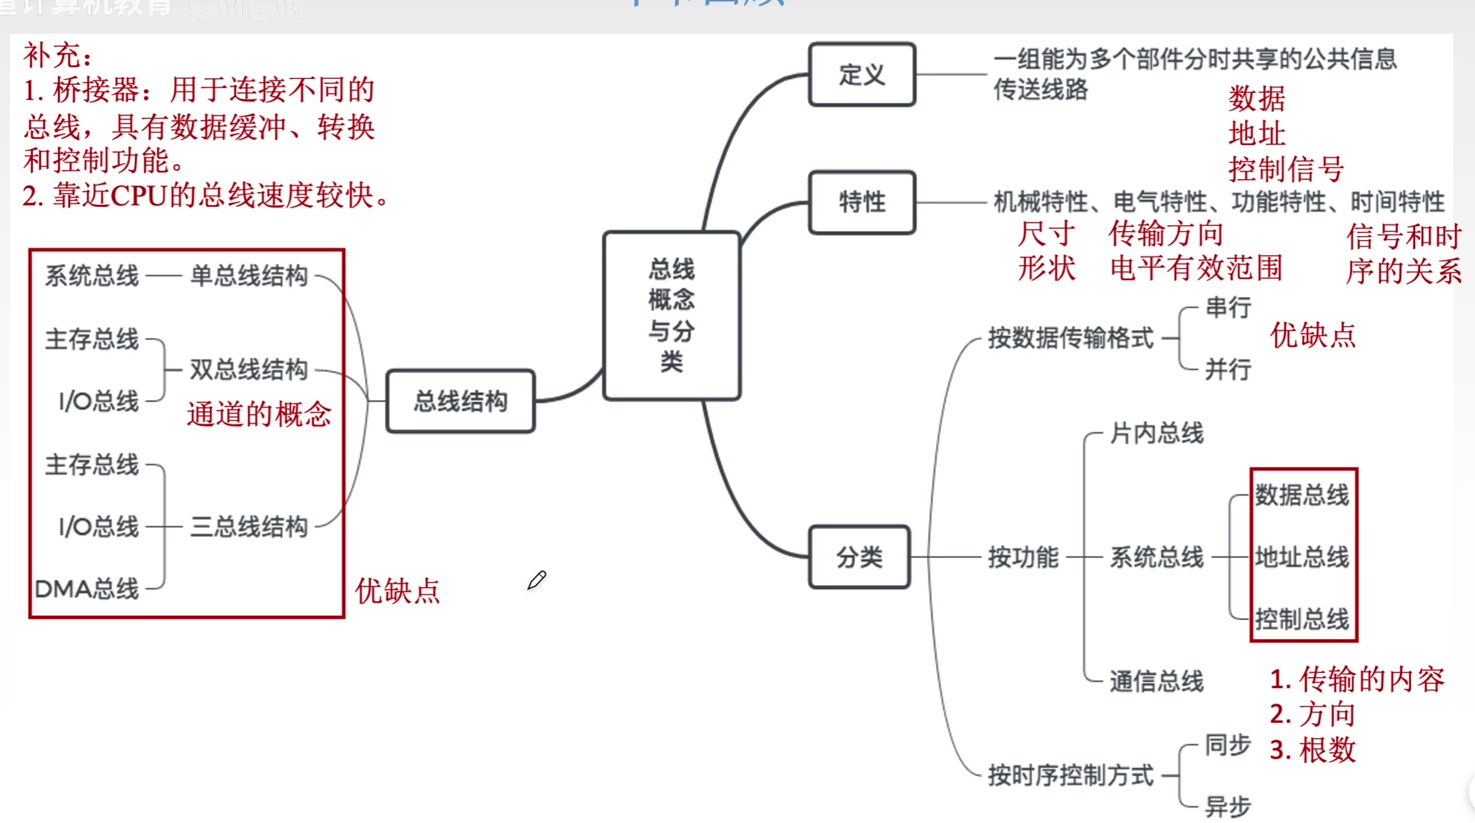 补充：
1. 桥接器：用于连接不同的
总线，具有数据缓冲、转换
和控制功能。
2. 靠近CPU的总线速度较快。
定义
一组能为多个部件分时共享的公共信息
传送线路
数据
地址
控制信号
特性
机械特性、电气特性、功能特性、时间特性
尺寸
形状
传输方向
电平有效范围
信号和时
序的关系
总线
概念
与分
类
总线结构
单总线结构
系统总线
双总线结构
主存总线
I/O总线
通道的概念
三总线结构
主存总线
I/O总线
DMA总线
优缺点
分类
按数据传输格式
串行
并行
优缺点
按功能
片内总线
系统总线
数据总线
地址总线
控制总线
通信总线
1. 传输的内容
2. 方向
3. 根数
按时序控制方式
同步
异步